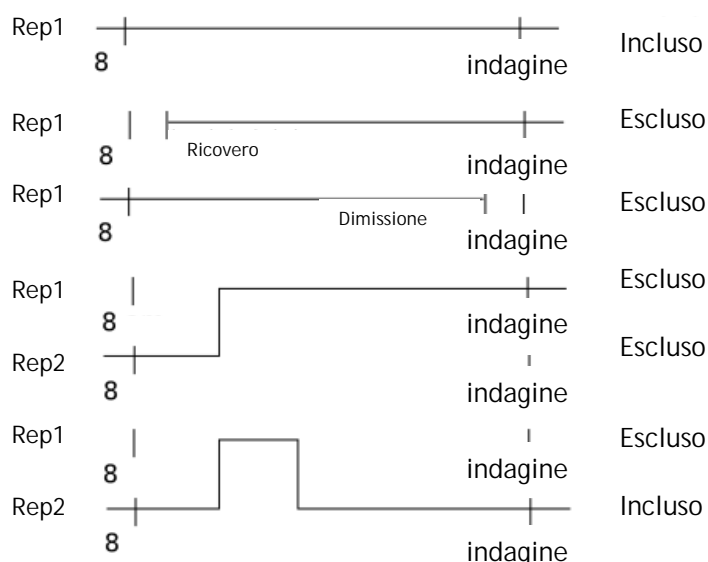 Rep1
8
indagine
Incluso
Rep1
8
Ricovero
indagine
Escluso
Rep1
8
Dimissione
indagine
Escluso
Rep1
8
indagine
Escluso
Rep2
8
indagine
Escluso
Rep1
8
indagine
Escluso
Rep2
8
indagine
Incluso